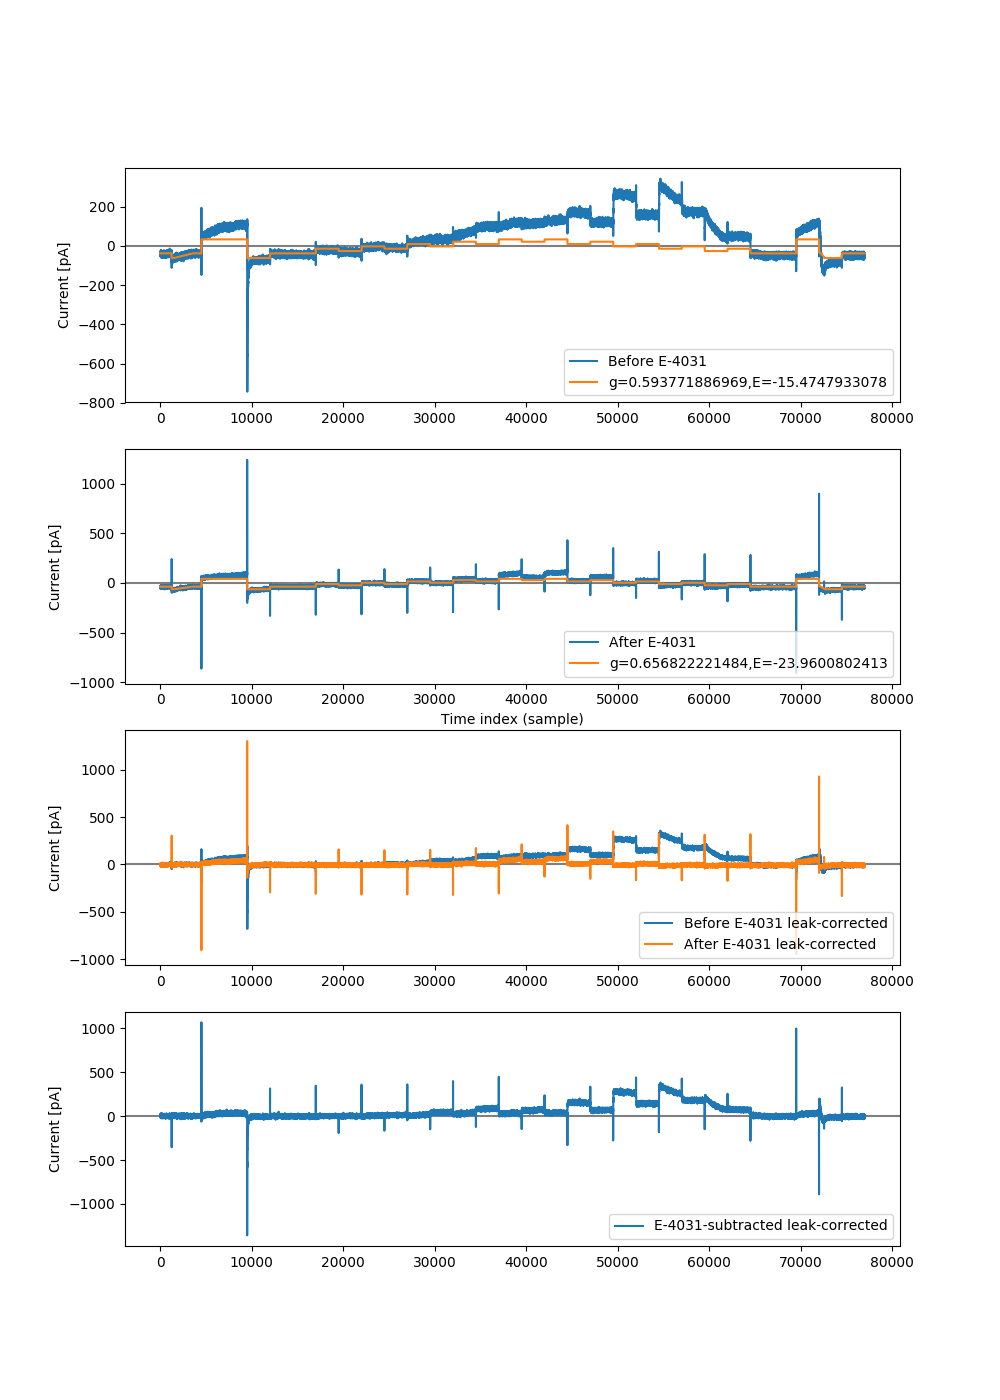 200
0
−200
−400
−600
−800
Current [pA]
Before E-4031
g=0.593771886969,E=-15.4747933078
0 10000 20000 30000 40000 50000 60000 70000 80000
1000
500
0
−500
−1000
Current [pA]
After E-4031
g=0.656822221484,E=-23.9600802413
0 10000 20000 30000 40000 50000 60000 70000 80000
Time index (sample)
1000
500
0
−500
−1000
Current [pA]
Before E-4031 leak-corrected
After E-4031 leak-corrected
0 10000 20000 30000 40000 50000 60000 70000 80000
1000
500
0
−500
−1000
Current [pA]
E-4031-subtracted leak-corrected
0 10000 20000 30000 40000 50000 60000 70000 80000